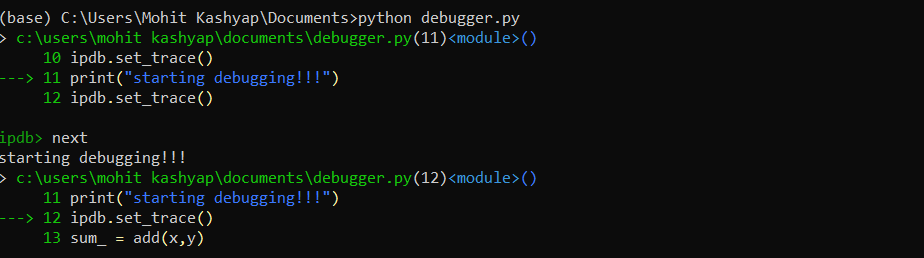 (base) C:\Users\Mohit Kashyap\Documents>python debugger.py
> c:\users\mohit kashyap\documents\debugger.py(11)<module>()
     10 ipdb.set_trace()
---> 11 print("starting debugging!!!")
     12 ipdb.set_trace()
ipdb> next
starting debugging!!!
> c:\users\mohit kashyap\documents\debugger.py(12)<module>()
     11 print("starting debugging!!!")
---> 12 ipdb.set_trace()
     13 sum_ = add(x,y)